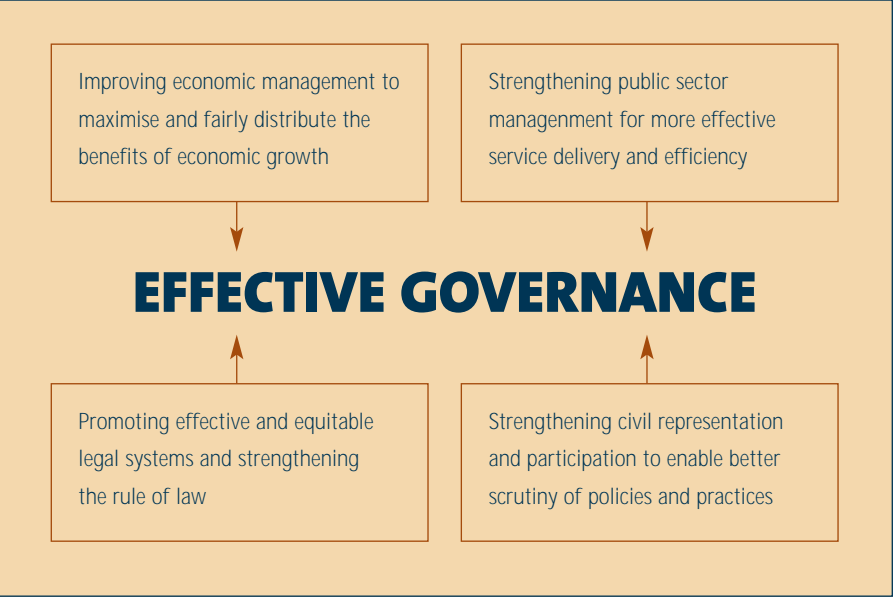 Improving economic management to
maximise and fairly distribute the
benefits of economic growth
Strengthening public sector
managenment for more effective
service delivery and efficiency
EFFECTIVE GOVERNANCE
Promoting effective and equitable
legal systems and strengthening
the rule of law
Strengthening civil representation
and participation to enable better
scrutiny of policies and practices